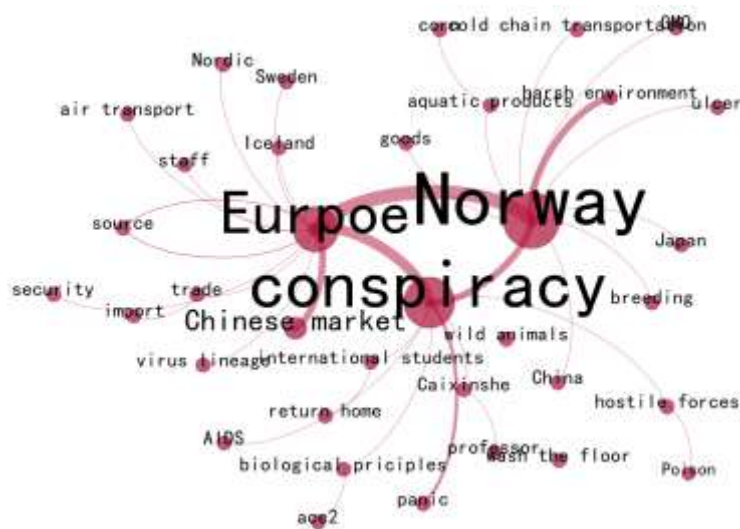 corn
cold chain transportation
GMO
Nordic
Sweden
harsh environment
air transport
aquatic products
ulcer
staff
Iceland
goods
Eurpoe
Norway
source
Japan
security
trade
conspiracy
breeding
import
Chinese market
wild animals
virus lineage
international students
Caixinshe
China
return home
hostile forces
AIDS
professor
wash the floor
biological priciples
Poison
panic
ace2